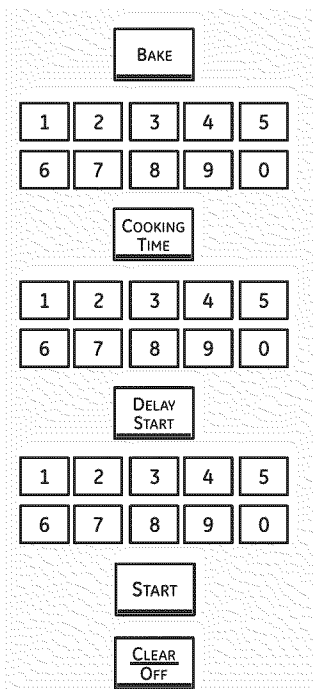 BAKE
1 2 3 4 5
6 7 8 9 0
COOKING
TIME
1 2 3 4 5
6 7 8 9 0
DELAY
START
1 2 3 4 5
6 7 8 9 0
START
CLEAR
OFF